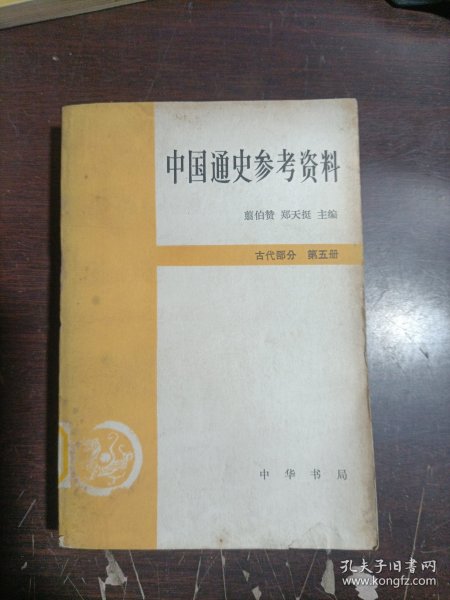 中国通史参考资料
翦伯赞 郑天挺 主编
古代部分 第五册
中华书局
孔夫子旧书网
www.kongfz.com